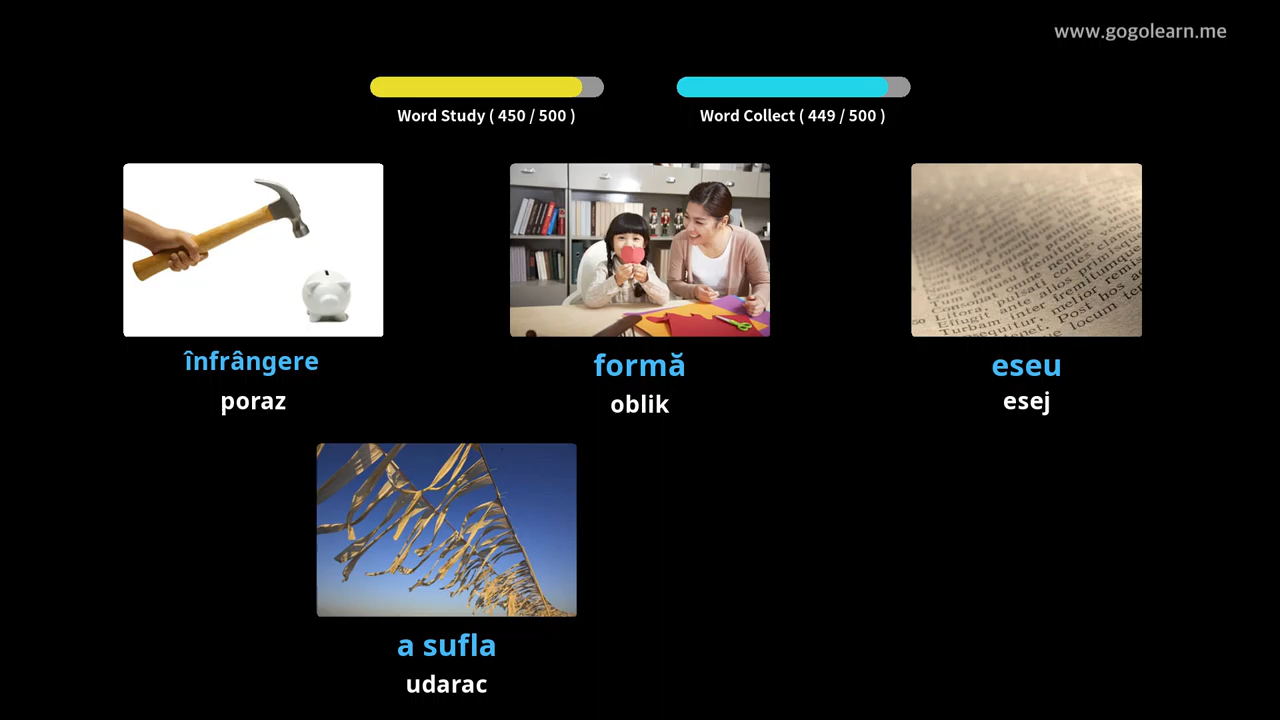 www.gogolearn.me
Word Study ( 450 / 500 )
Word Collect ( 449 / 500 )
înfrângere
poraz
formă
oblik
eseu
esej
a sufla
udarac